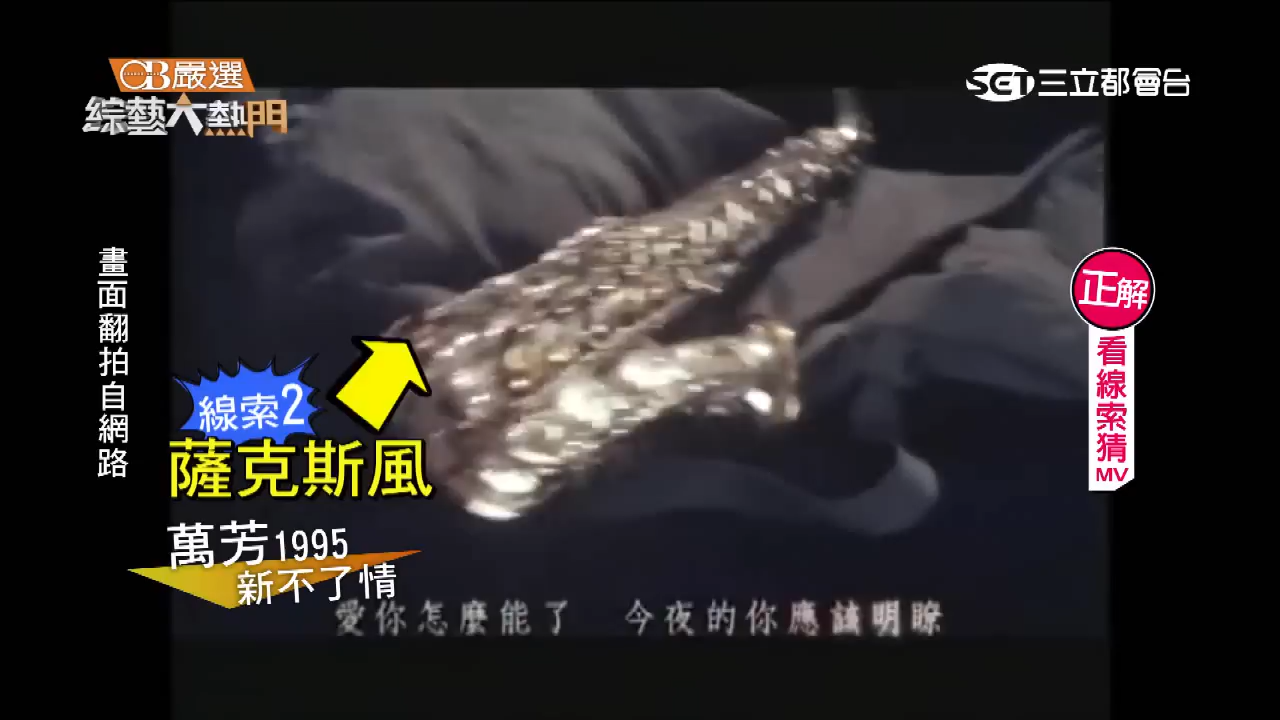 CB嚴選
綜藝大熱門
SET三立都會台
畫面翻拍自網路
正解
看線索猜MV
線索2
薩克斯風
萬芳1995
新不了情
愛你怎麼能了 今夜的你應該明瞭